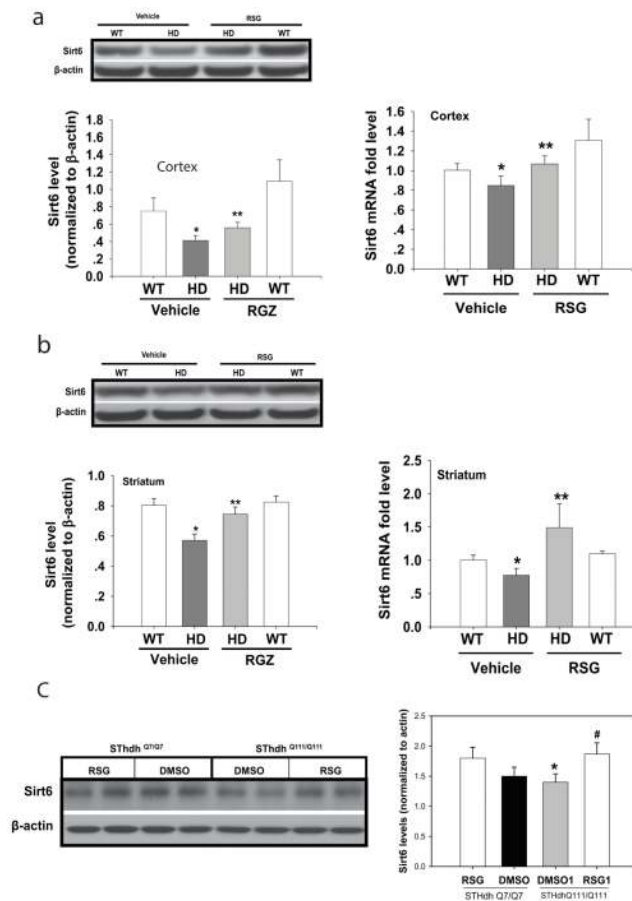 a
Vehicle RSG
WT HD HD WT
Sirt6
β-actin
Sirt6 level
(normalized to β-actin)
1.4
1.2
1.0
.8
.6
.4
.2
0.0
Cortex
* **
WT HD HD WT
Vehicle RGZ
Sirt6 mRNA fold level
1.6
1.4
1.2
1.0
0.8
0.6
0.4
0.2
0.0
Cortex
* **
WT HD HD WT
Vehicle RSG
b
Vehicle RSG
WT HD HD WT
Sirt6
β-actin
Sirt6 level
(normalized to β-actin)
1.0
.8
.6
.4
.2
0.0
Striatum
* **
WT HD HD WT
Vehicle RGZ
Sirt6 mRNA fold level
2.5
2.0
1.5
1.0
0.5
0.0
Striatum
* **
WT HD HD WT
Vehicle RSG
C
SThdh Q7/Q7 SThdh Q111/Q111
RSG DMSO DMSO RSG
Sirt6
β-actin
Sirt6 levels (normalized to actin)
2.5
2.0
1.5
1.0
0.5
0.0
* #
RSG DMSO DMSO1 RSG1
STHdh Q7/Q7 STHdhQ111/Q111